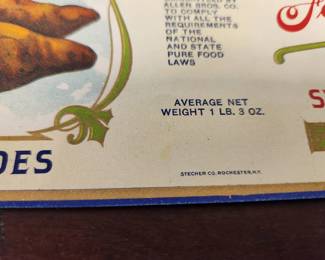 ALLEN BROS. CO.
TO COMPLY
WITH ALL THE
REQUIREMENTS
OF THE
NATIONAL
AND STATE
PURE FOOD
LAWS
AVERAGE NET
WEIGHT 1 LB. 3 OZ.
DES
STECHER CO. ROCHESTER, N.Y.
S